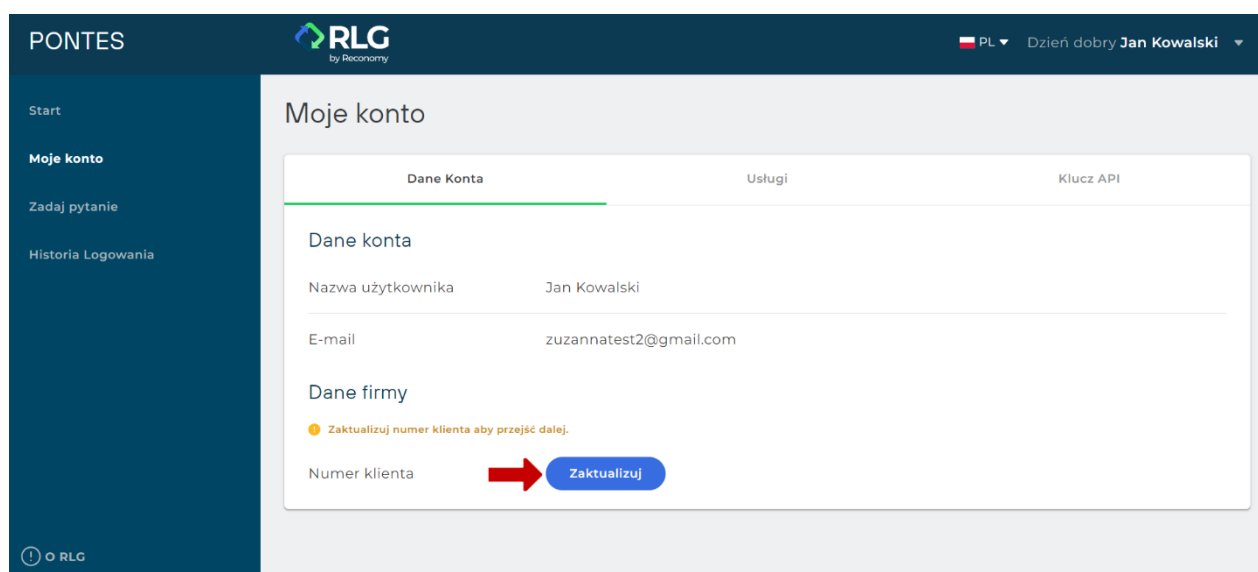 PONTES
RLG
by Reconomy
PL
Dzień dobry Jan Kowalski
Start
Moje konto
Zadaj pytanie
Historia Logowania
O RLG
Moje konto
Dane Konta
Usługi
Klucz API
Dane konta
Nazwa użytkownika Jan Kowalski
E-mail zuzannatest2@gmail.com
Dane firmy
Zaktualizuj numer klienta aby przejść dalej.
Numer klienta Zaktualizuj